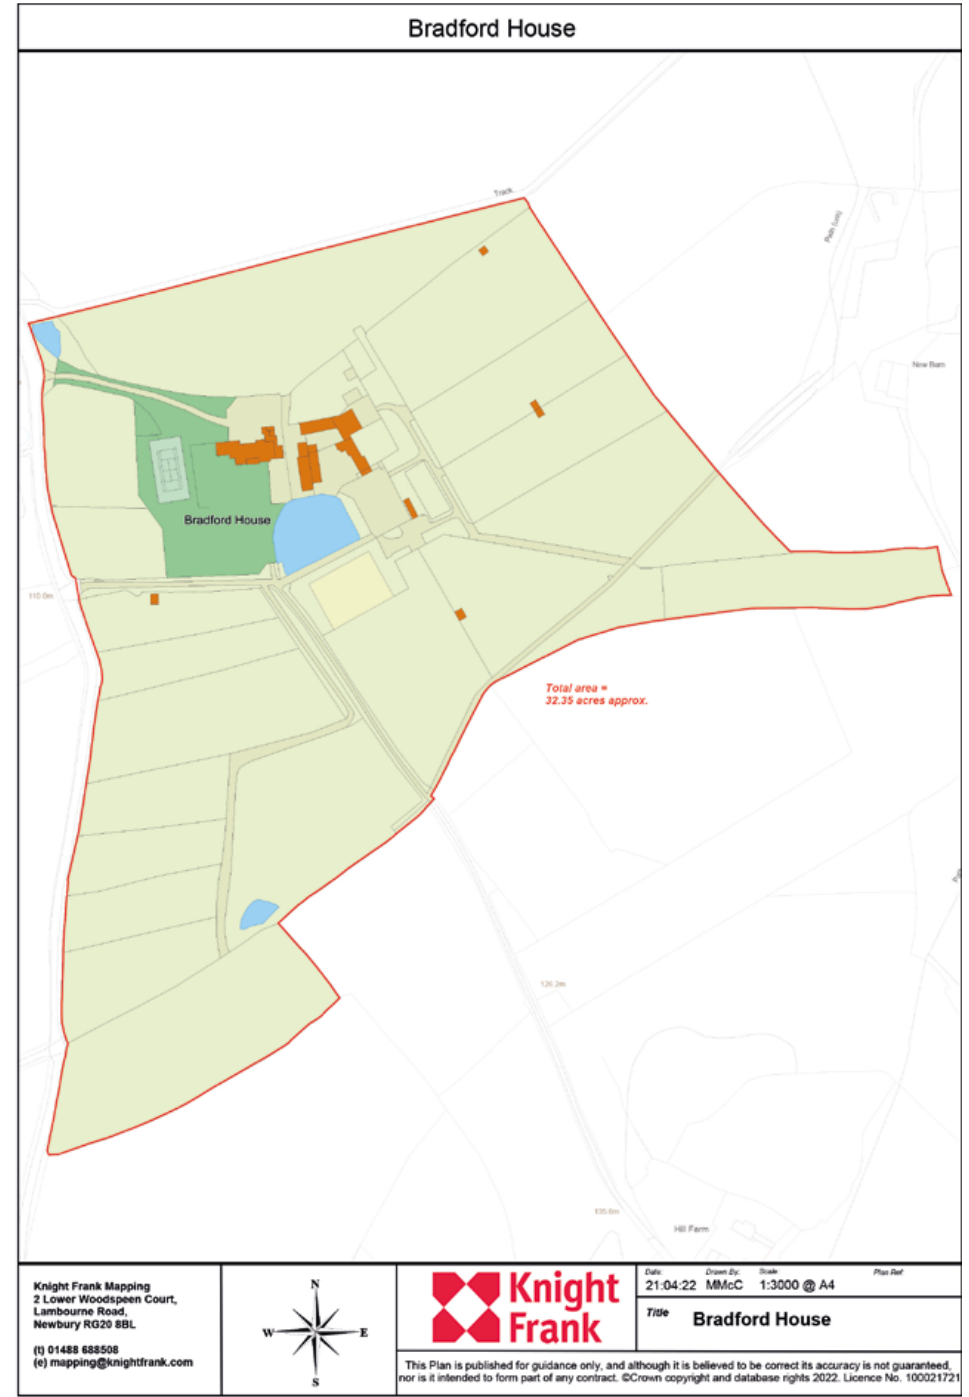 Bradford House
Track
Path (um)
New Barn
Bradford House
110.0m
Total area =
32.35 acres approx.
126.2m
135.6m
Hill Farm
Knight Frank Mapping
2 Lower Woodspeen Court,
Lambourne Road,
Newbury RG20 8BL
(t) 01488 688508
(e) mapping@knightfrank.com
N
W
E
S
Knight
Frank
Date:
Drawn By:
Scale
Plan Ref:
21:04:22 MMcC 1:3000 @ A4
Title
Bradford House
This Plan is published for guidance only, and although it is believed to be correct its accuracy is not guaranteed,
nor is it intended to form part of any contract. ©Crown copyright and database rights 2022. Licence No. 100021721